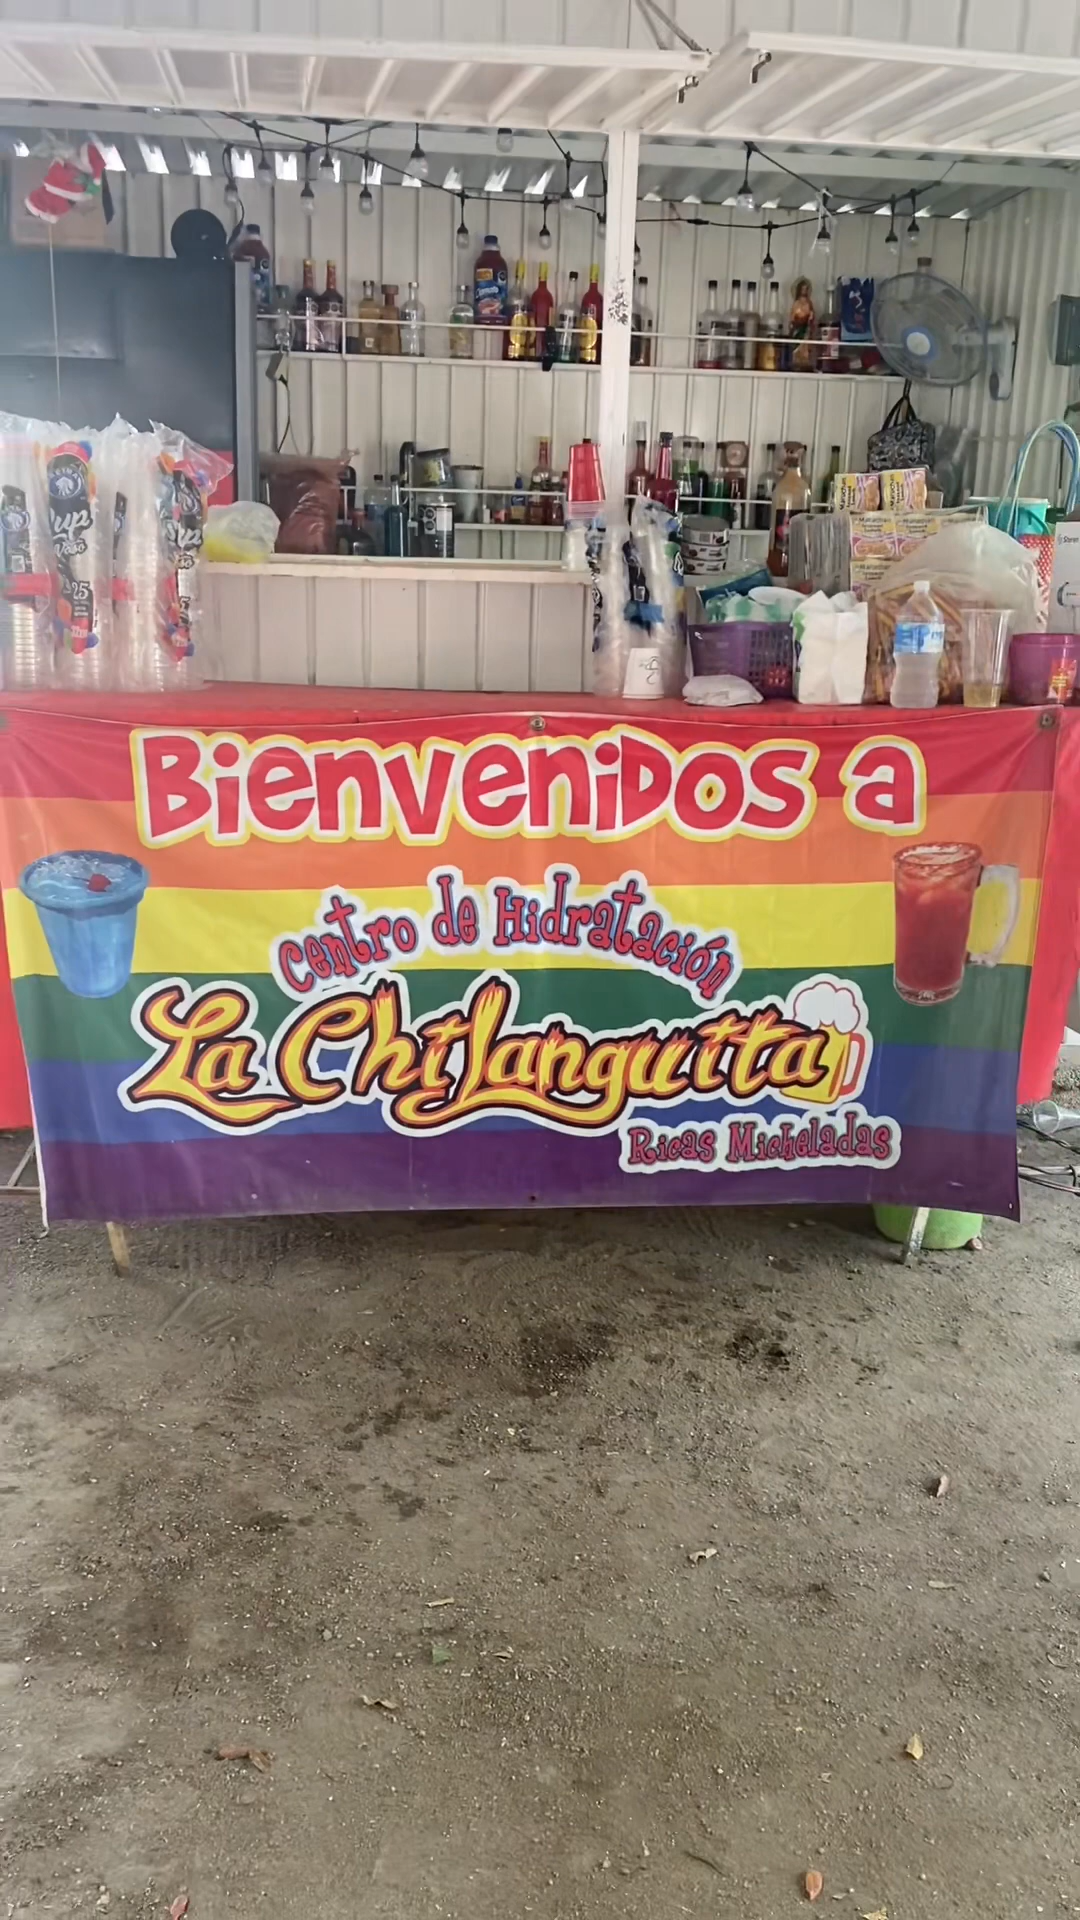 Bienvenidos a
Centro de Hidratación
La Chilanguita
Ricas Micheladas